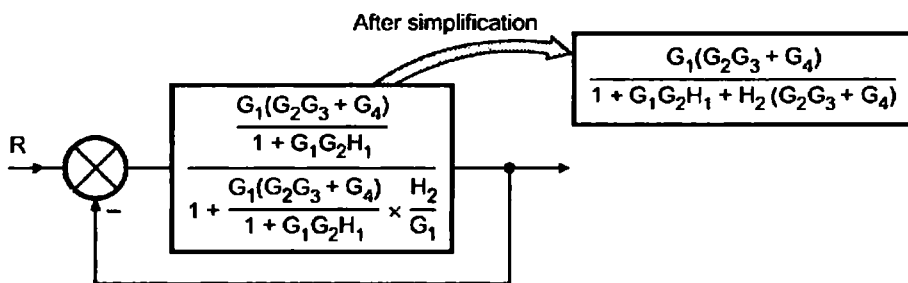 After simplification
G₁(G₂G₃ + G₄)
1 + G₁G₂H₁ + H₂ (G₂G₃ + G₄)
R
G₁(G₂G₃ + G₄)
1 + G₁G₂H₁
1 + G₁(G₂G₃ + G₄) / 1 + G₁G₂H₁ × H₂ / G₁
−